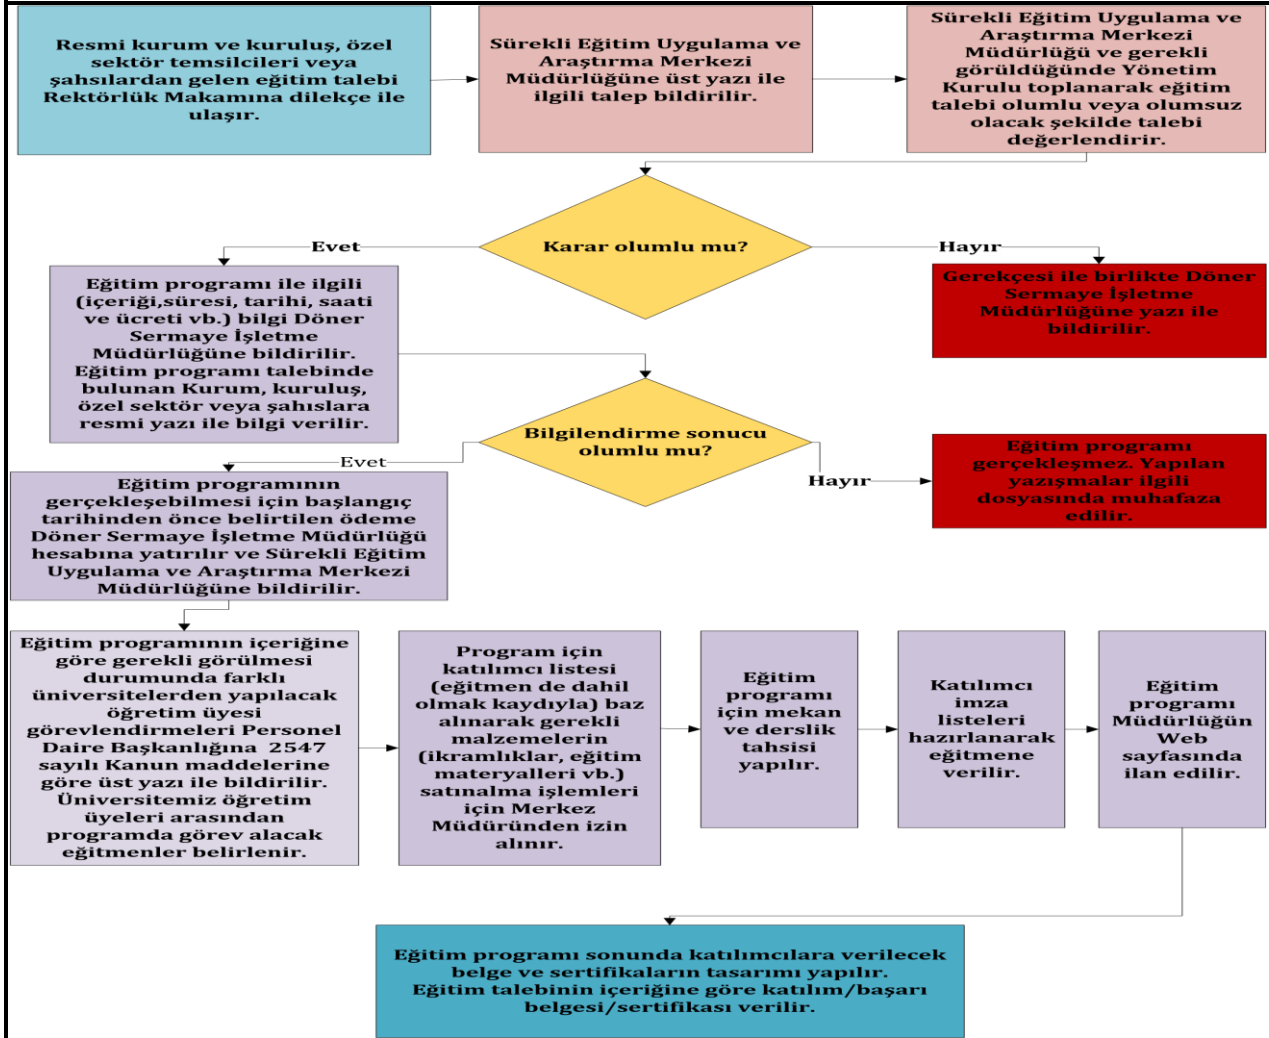 Resmi kurum ve kuruluş, özel
sektör temsilcileri veya
şahsılardan gelen eğitim talebi
Rektörlük Makamına dilekçe ile
ulaşır.
Sürekli Eğitim Uygulama ve
Araştırma Merkezi
Müdürlüğüne üst yazı ile
ilgili talep bildirilir.
Sürekli Eğitim Uygulama ve
Araştırma Merkezi
Müdürlüğü ve gerekli
görüldüğünde Yönetim
Kurulu toplanarak eğitim
talebi olumlu veya olumsuz
olacak şekilde talebi
değerlendirir.
Karar olumlu mu?
Evet
Hayır
Eğitim programı ile ilgili
(içeriği,süresi, tarihi, saati
ve ücreti vb.) bilgi Döner
Sermaye İşletme
Müdürlüğüne bildirilir.
Eğitim programı talebinde
bulunan Kurum, kuruluş,
özel sektör veya şahıslara
resmi yazı ile bilgi verilir.
Gerekçesi ile birlikte Döner
Sermaye İşletme
Müdürlüğüne yazı ile
bildirilir.
Bilgilendirme sonucu
olumlu mu?
Evet
Hayır
Eğitim programı
gerçekleşmez. Yapılan
yazışmalar ilgili
dosyasında muhafaza
edilir.
Eğitim programının
gerçekleşebilmesi için başlangıç
tarihinden önce belirtilen ödeme
Döner Sermaye İşletme Müdürlüğü
hesabına yatırılır ve Sürekli Eğitim
Uygulama ve Araştırma Merkezi
Müdürlüğüne bildirilir.
Eğitim programının içeriğine
göre gerekli görülmesi
durumunda farklı
üniversitelerden yapılacak
öğretim üyesi
görevlendirmeleri Personel
Daire Başkanlığına 2547
sayılı Kanun maddelerine
göre üst yazı ile bildirilir.
Üniversitemiz öğretim
üyeleri arasından
programda görev alacak
eğitmenler belirlenir.
Program için
katılımcı listesi
(eğitmen de dahil
olmak kaydıyla) baz
alınarak gerekli
malzemelerin
(ikramlıklar, eğitim
materyalleri vb.)
satınalma işlemleri
için Merkez
Müdüründen izin
alınır.
Eğitim
programı
için mekan
ve derslik
tahsisi
yapılır.
Katılımcı
imza
listeleri
hazırlanarak
eğitmene
verilir.
Eğitim
programı
Müdürlüğün
Web
sayfasında
ilan edilir.
Eğitim programı sonunda katılımcılara verilecek
belge ve sertifikaların tasarımı yapılır.
Eğitim talebinin içeriğine göre katılım/başarı
belgesi/sertifikası verilir.